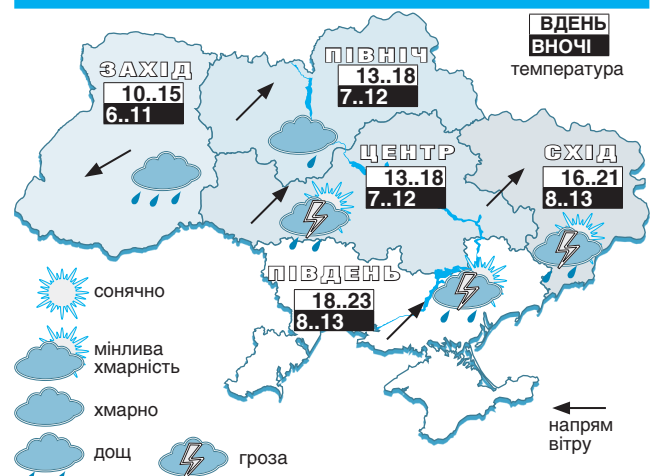 ВДЕНЬ
ВНОЧІ
температура
ПІВНІЧ
13..18
7..12
ЗАХІД
10..15
6..11
ЦЕНТР
13..18
7..12
СХІД
16..21
8..13
ПІВДЕНЬ
18..23
8..13
сонячно
мінлива
хмарність
хмарно
дощ
гроза
напрям
вітру